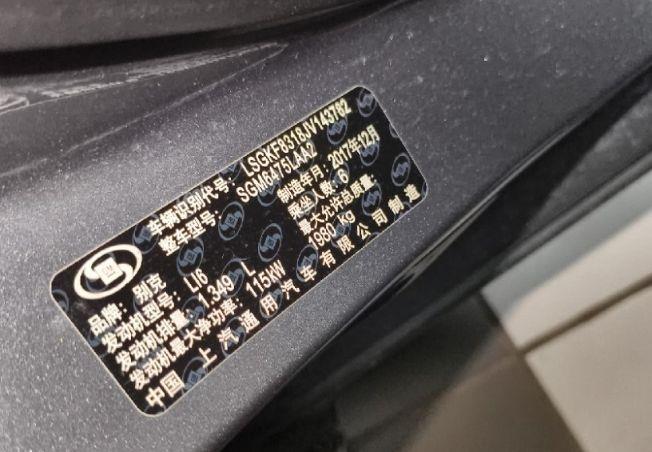 车辆识别代号: LSGKF8318JV143782
整车型号: SGM6475LAA2
品牌: 别克
制造年月: 2017年12月
发动机型号: LI6
乘坐人数: 6
发动机排量: 1.349 L
最大允许总质量:
发动机最大净功率: 115kW
1980 kg
中国 上汽通用汽车有限公司制造